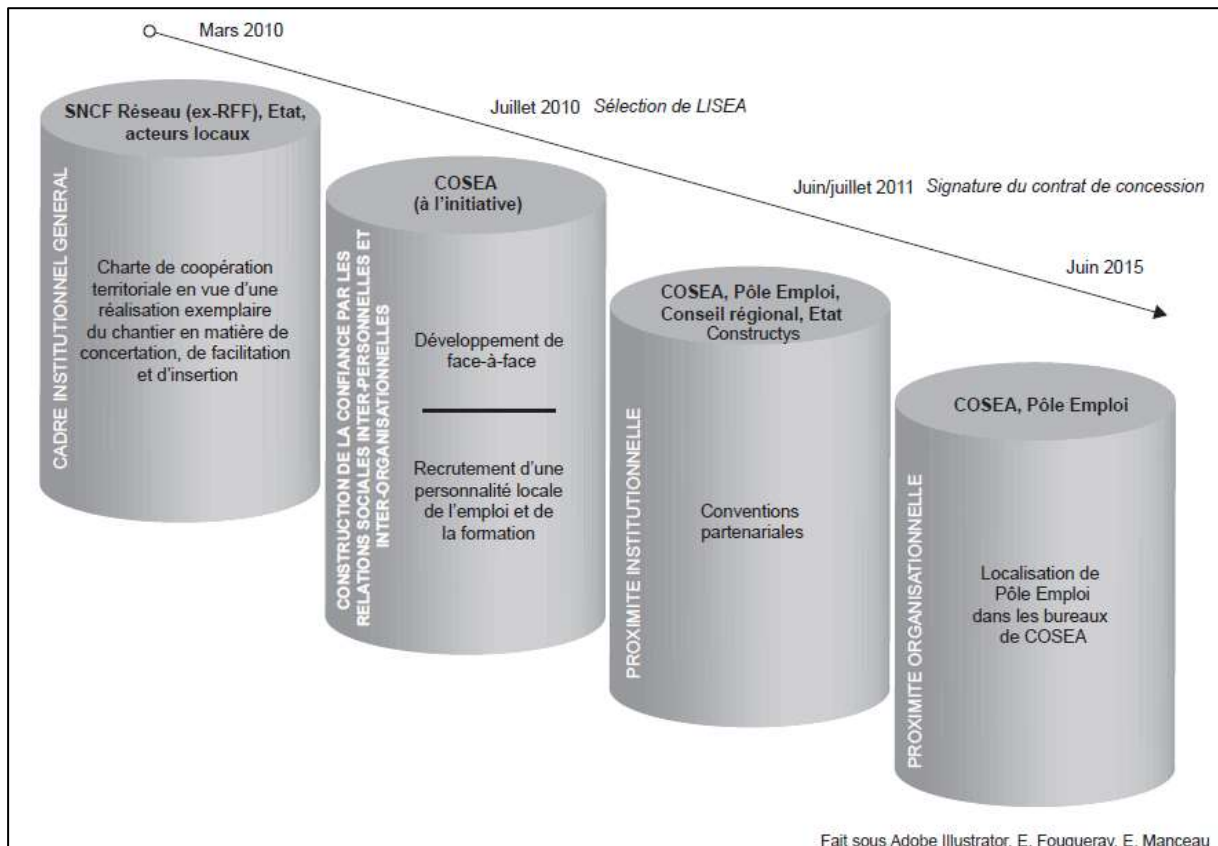 Mars 2010
Juillet 2010 Sélection de LISEA
Juin/juillet 2011 Signature du contrat de concession
Juin 2015
SNCF Réseau (ex-RFF), Etat,
acteurs locaux
CADRE INSTITUTIONNEL GENERAL
Charte de coopération
territoriale en vue d'une
réalisation exemplaire
du chantier en matière de
concertation, de facilitation
et d'insertion
COSEA
(à l'initiative)
CONSTRUCTION DE LA CONFIANCE PAR LES
RELATIONS SOCIALES INTER-PERSONNELLES ET
INTER-ORGANISATIONNELLES
Développement de
face-à-face
Recrutement d'une
personnalité locale
de l'emploi et de
la formation
COSEA, Pôle Emploi,
Conseil régional, Etat
Constructys
PROXIMITE INSTITUTIONNELLE
Conventions
partenariales
COSEA, Pôle Emploi
PROXIMITE ORGANISATIONNELLE
Localisation de
Pôle Emploi
dans les bureaux
de COSEA
Fait sous Adobe Illustrator, E. Fouqueray, E. Manceau